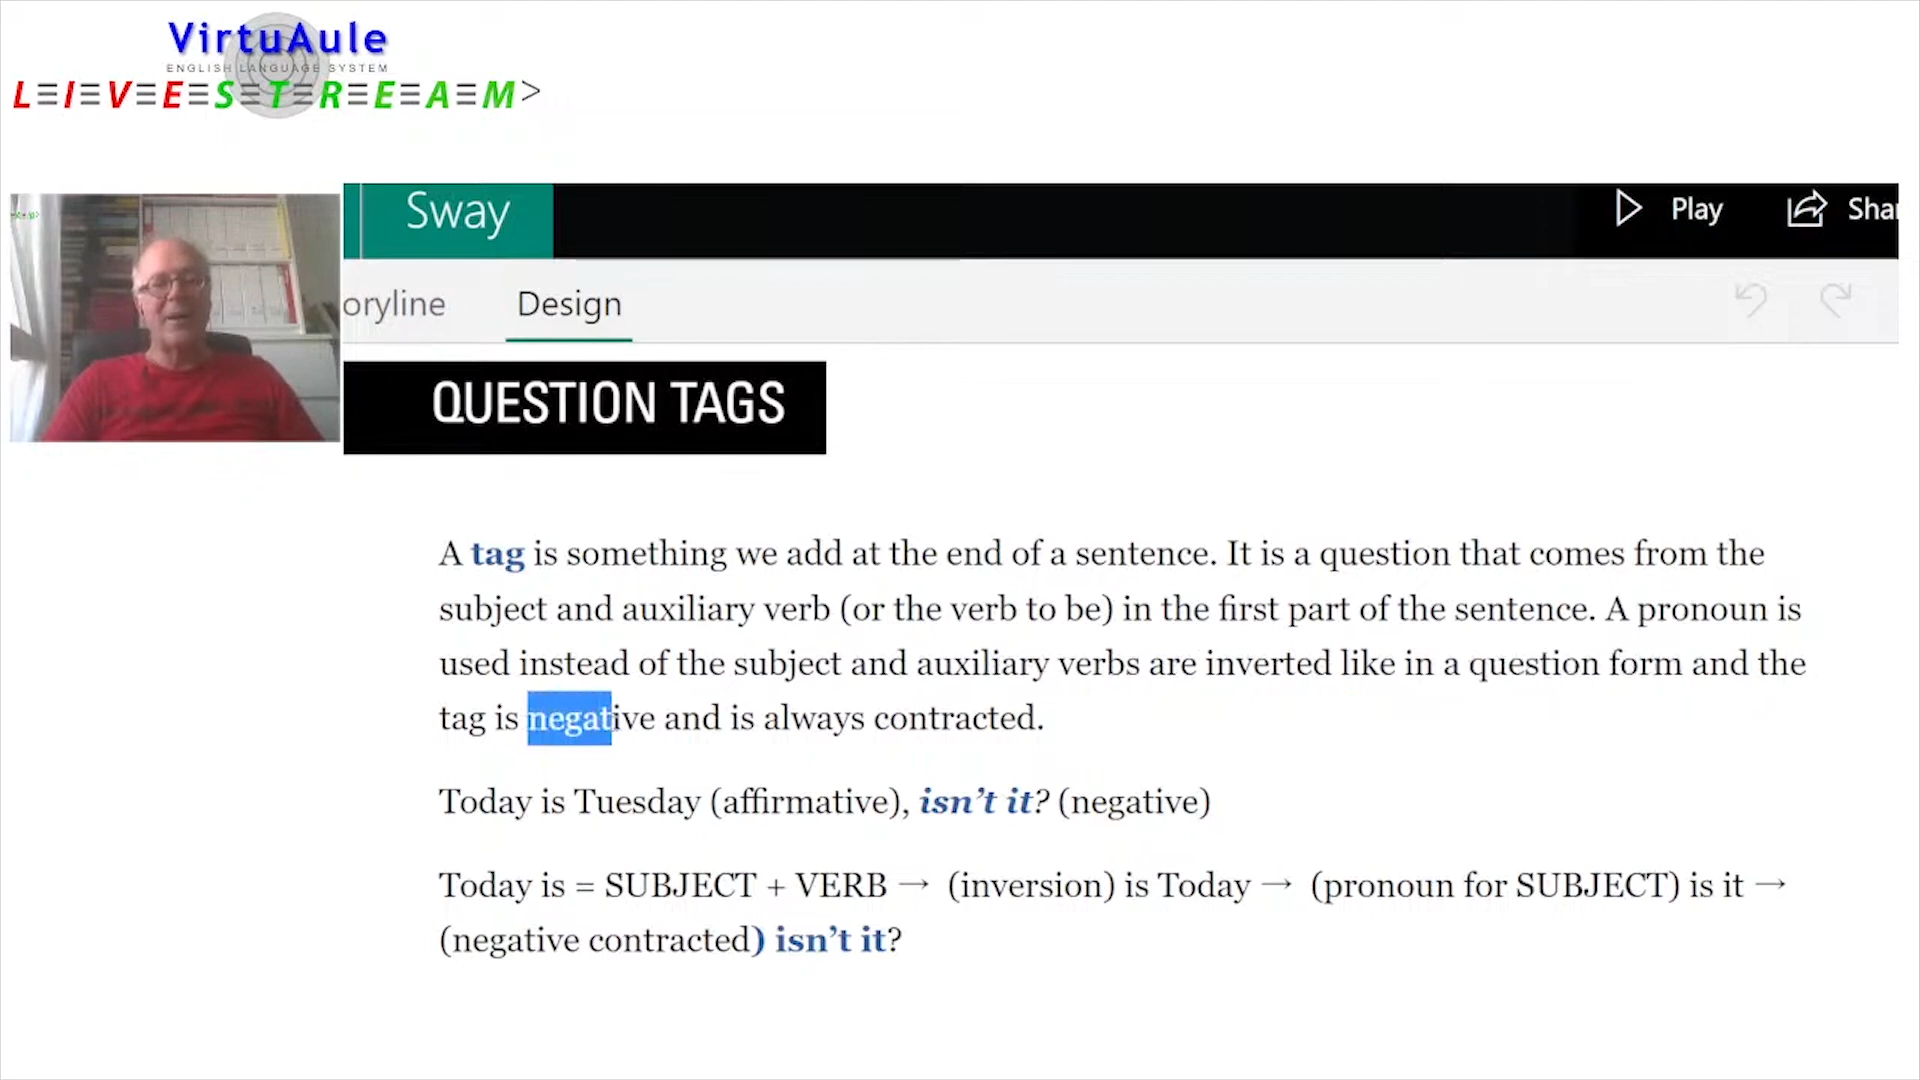 VirtuAule
ENGLISH LANGUAGE SYSTEM
L≡I≡V≡E≡S≡T≡R≡E≡A≡M>
Sway
Play
Shar
oryline
Design
QUESTION TAGS
A tag is something we add at the end of a sentence. It is a question that comes from the
subject and auxiliary verb (or the verb to be) in the first part of the sentence. A pronoun is
used instead of the subject and auxiliary verbs are inverted like in a question form and the
tag is negative and is always contracted.
Today is Tuesday (affirmative), isn’t it? (negative)
Today is = SUBJECT + VERB → (inversion) is Today → (pronoun for SUBJECT) is it →
(negative contracted) isn’t it?